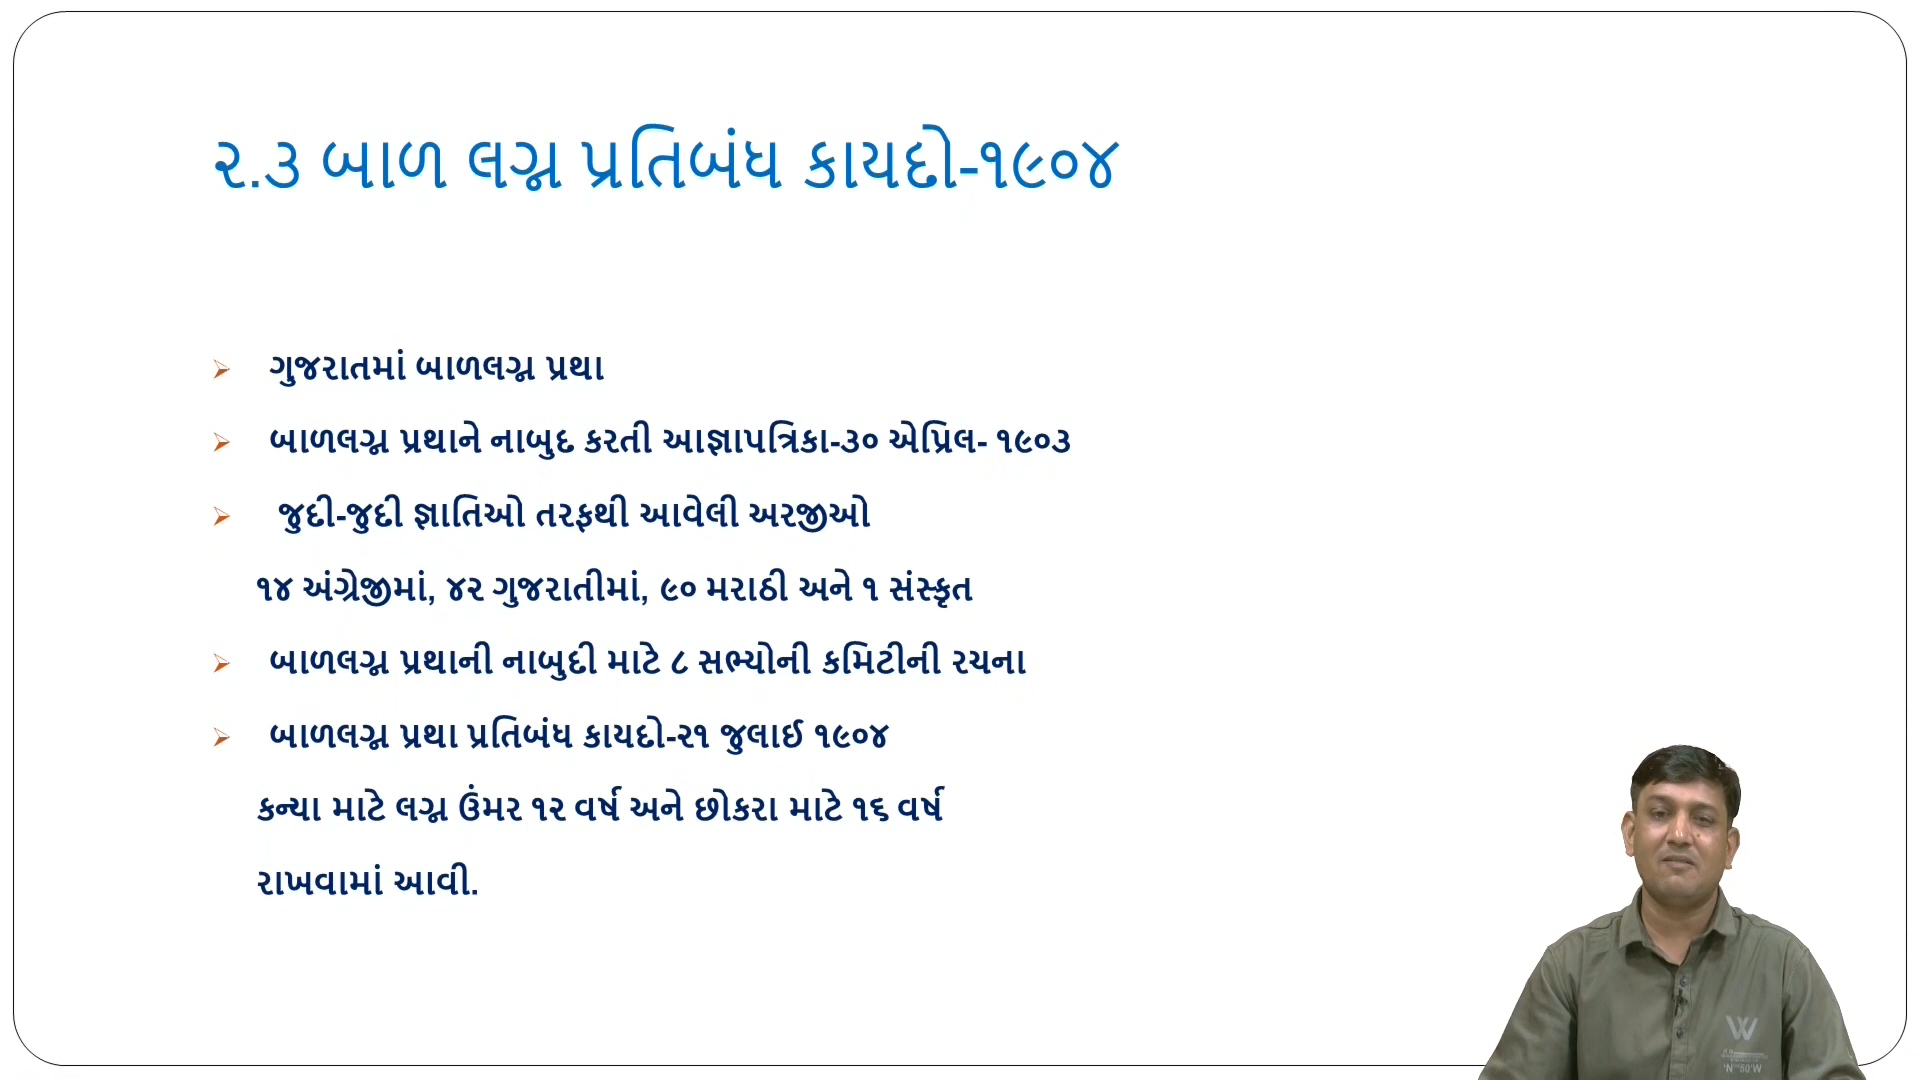 ૨.૩ બાળ લગ્ન પ્રતિબંધ કાયદો-૧૯૦૪
ગુજરાતમાં બાળલગ્ન પ્રથા
બાળલગ્ન પ્રથાને નાબુદ કરતી આજ્ઞાપત્રિકા-૩૦ એપ્રિલ- ૧૯૦૩
જુદી-જુદી જ્ઞાતિઓ તરફથી આવેલી અરજીઓ
૧૪ અંગ્રેજીમાં, ૪૨ ગુજરાતીમાં, ૯૦ મરાઠી અને ૧ સંસ્કૃત
બાળલગ્ન પ્રથાની નાબુદી માટે ૮ સભ્યોની કમિટીની રચના
બાળલગ્ન પ્રથા પ્રતિબંધ કાયદો-૨૧ જુલાઈ ૧૯૦૪
કન્યા માટે લગ્ન ઉંમર ૧૨ વર્ષ અને છોકરા માટે ૧૬ વર્ષ
રાખવામાં આવી.
W